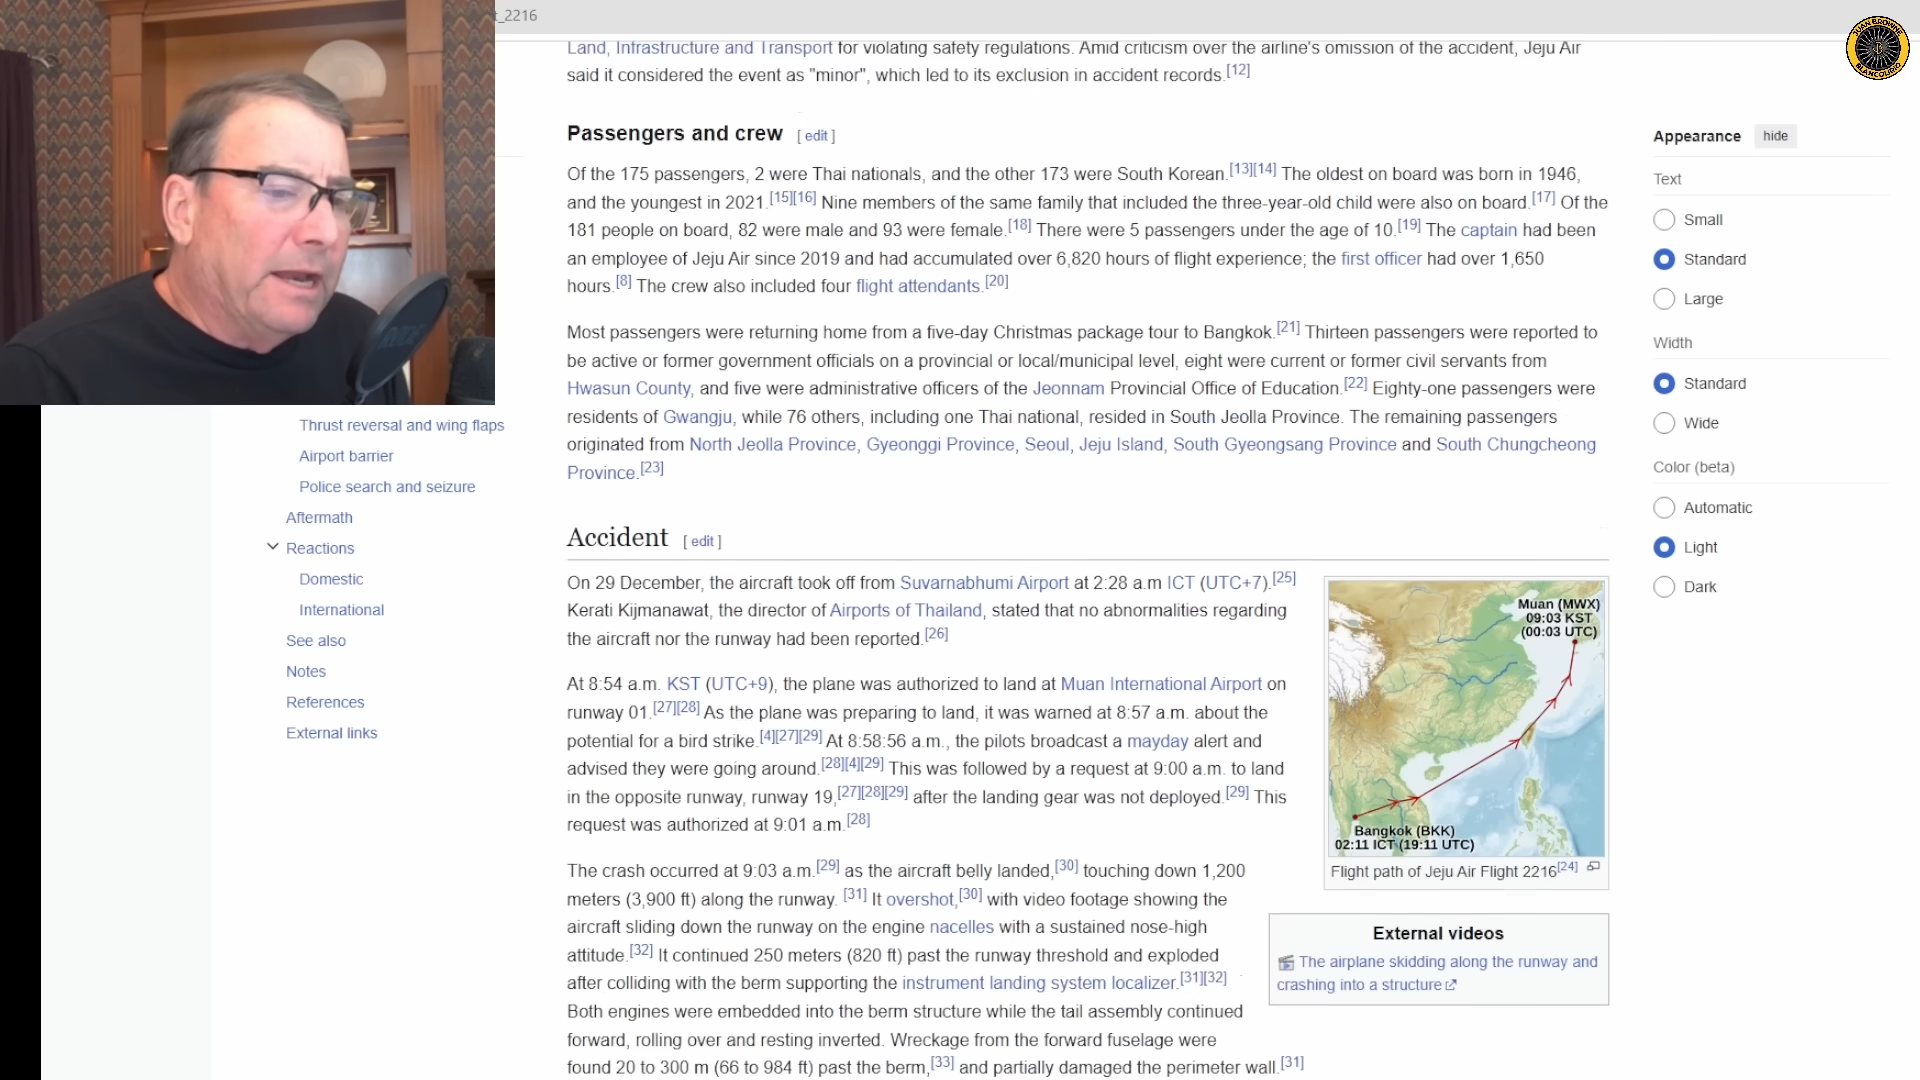 t_2216
JUAN BROWNE
BLANCOLIRIO
Land, Infrastructure and Transport for violating safety regulations. Amid criticism over the airline's omission of the accident, Jeju Air
said it considered the event as "minor", which led to its exclusion in accident records.[12]
Passengers and crew [ edit ]
Of the 175 passengers, 2 were Thai nationals, and the other 173 were South Korean.[13][14] The oldest on board was born in 1946,
and the youngest in 2021.[15][16] Nine members of the same family that included the three-year-old child were also on board.[17] Of the
181 people on board, 82 were male and 93 were female.[18] There were 5 passengers under the age of 10.[19] The captain had been
an employee of Jeju Air since 2019 and had accumulated over 6,820 hours of flight experience; the first officer had over 1,650
hours.[8] The crew also included four flight attendants.[20]
Most passengers were returning home from a five-day Christmas package tour to Bangkok.[21] Thirteen passengers were reported to
be active or former government officials on a provincial or local/municipal level, eight were current or former civil servants from
Hwasun County, and five were administrative officers of the Jeonnam Provincial Office of Education.[22] Eighty-one passengers were
residents of Gwangju, while 76 others, including one Thai national, resided in South Jeolla Province. The remaining passengers
originated from North Jeolla Province, Gyeonggi Province, Seoul, Jeju Island, South Gyeongsang Province and South Chungcheong
Province.[23]
Accident [ edit ]
On 29 December, the aircraft took off from Suvarnabhumi Airport at 2:28 a.m ICT (UTC+7).[25]
Kerati Kijmanawat, the director of Airports of Thailand, stated that no abnormalities regarding
the aircraft nor the runway had been reported.[26]
At 8:54 a.m. KST (UTC+9), the plane was authorized to land at Muan International Airport on
runway 01.[27][28] As the plane was preparing to land, it was warned at 8:57 a.m. about the
potential for a bird strike.[4][27][29] At 8:58:56 a.m., the pilots broadcast a mayday alert and
advised they were going around.[28][4][29] This was followed by a request at 9:00 a.m. to land
in the opposite runway, runway 19,[27][28][29] after the landing gear was not deployed.[29] This
request was authorized at 9:01 a.m.[28]
The crash occurred at 9:03 a.m.[29] as the aircraft belly landed,[30] touching down 1,200
meters (3,900 ft) along the runway. [31] It overshot,[30] with video footage showing the
aircraft sliding down the runway on the engine nacelles with a sustained nose-high
attitude.[32] It continued 250 meters (820 ft) past the runway threshold and exploded
after colliding with the berm supporting the instrument landing system localizer.[31][32]
Both engines were embedded into the berm structure while the tail assembly continued
forward, rolling over and resting inverted. Wreckage from the forward fuselage were
found 20 to 300 m (66 to 984 ft) past the berm,[33] and partially damaged the perimeter wall.[31]
Muan (MWX)
09:03 KST
(00:03 UTC)
Bangkok (BKK)
02:11 ICT (19:11 UTC)
Flight path of Jeju Air Flight 2216[24]
External videos
The airplane skidding along the runway and
crashing into a structure
Thrust reversal and wing flaps
Airport barrier
Police search and seizure
Aftermath
Reactions
Domestic
International
See also
Notes
References
External links
Appearance hide
Text
Small
Standard
Large
Width
Standard
Wide
Color (beta)
Automatic
Light
Dark